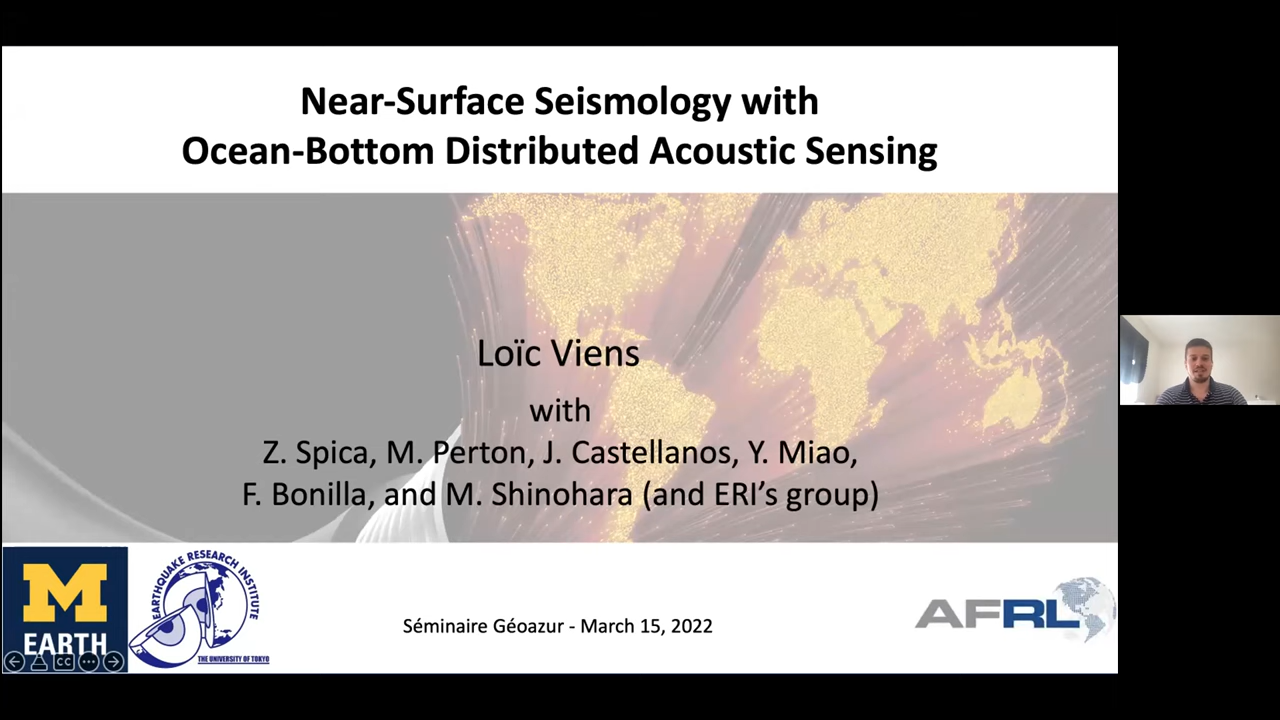 Near-Surface Seismology with
Ocean-Bottom Distributed Acoustic Sensing
Loïc Viens
with
Z. Spica, M. Perton, J. Castellanos, Y. Miao,
F. Bonilla, and M. Shinohara (and ERI's group)
M
EARTH
EARTHQUAKE RESEARCH INSTITUTE
THE UNIVERSITY OF TOKYO
Séminaire Géoazur - March 15, 2022
AFRL
CC